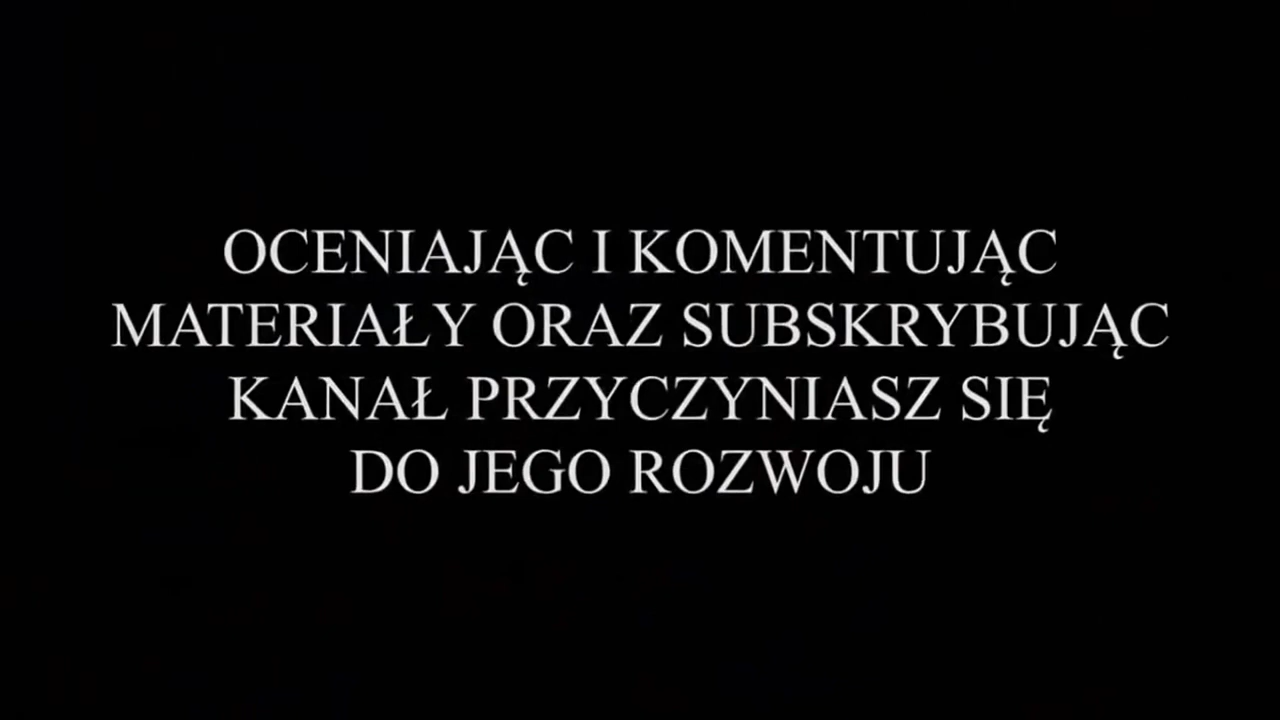 OCENIAJĄC I KOMENTUJĄC
MATERIAŁY ORAZ SUBSKRYBUJĄC
KANAŁ PRZYCZYNIASZ SIĘ
DO JEGO ROZWOJU